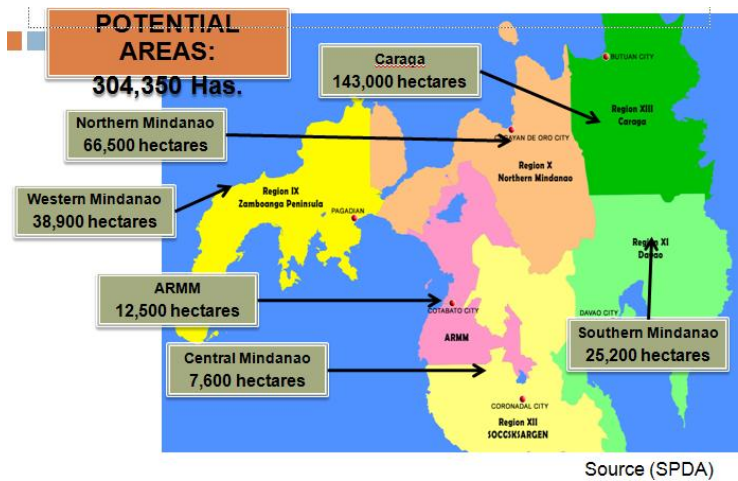 POTENTIAL
AREAS:
304,350 Has.
Caraga
143,000 hectares
BUTUAN CITY
Northern Mindanao
66,500 hectares
CAGAYAN DE ORO CITY
Region XIII
Caraga
Region X
Northern Mindanao
Western Mindanao
38,900 hectares
Region IX
Zamboanga Peninsula
PAGADIAN
Region XI
Davao
ARMM
12,500 hectares
COTABATO CITY
DAVAO CITY
ARMM
Southern Mindanao
25,200 hectares
Central Mindanao
7,600 hectares
CORONADAL CITY
Region XII
SOCCSKSARGEN
Source (SPDA)